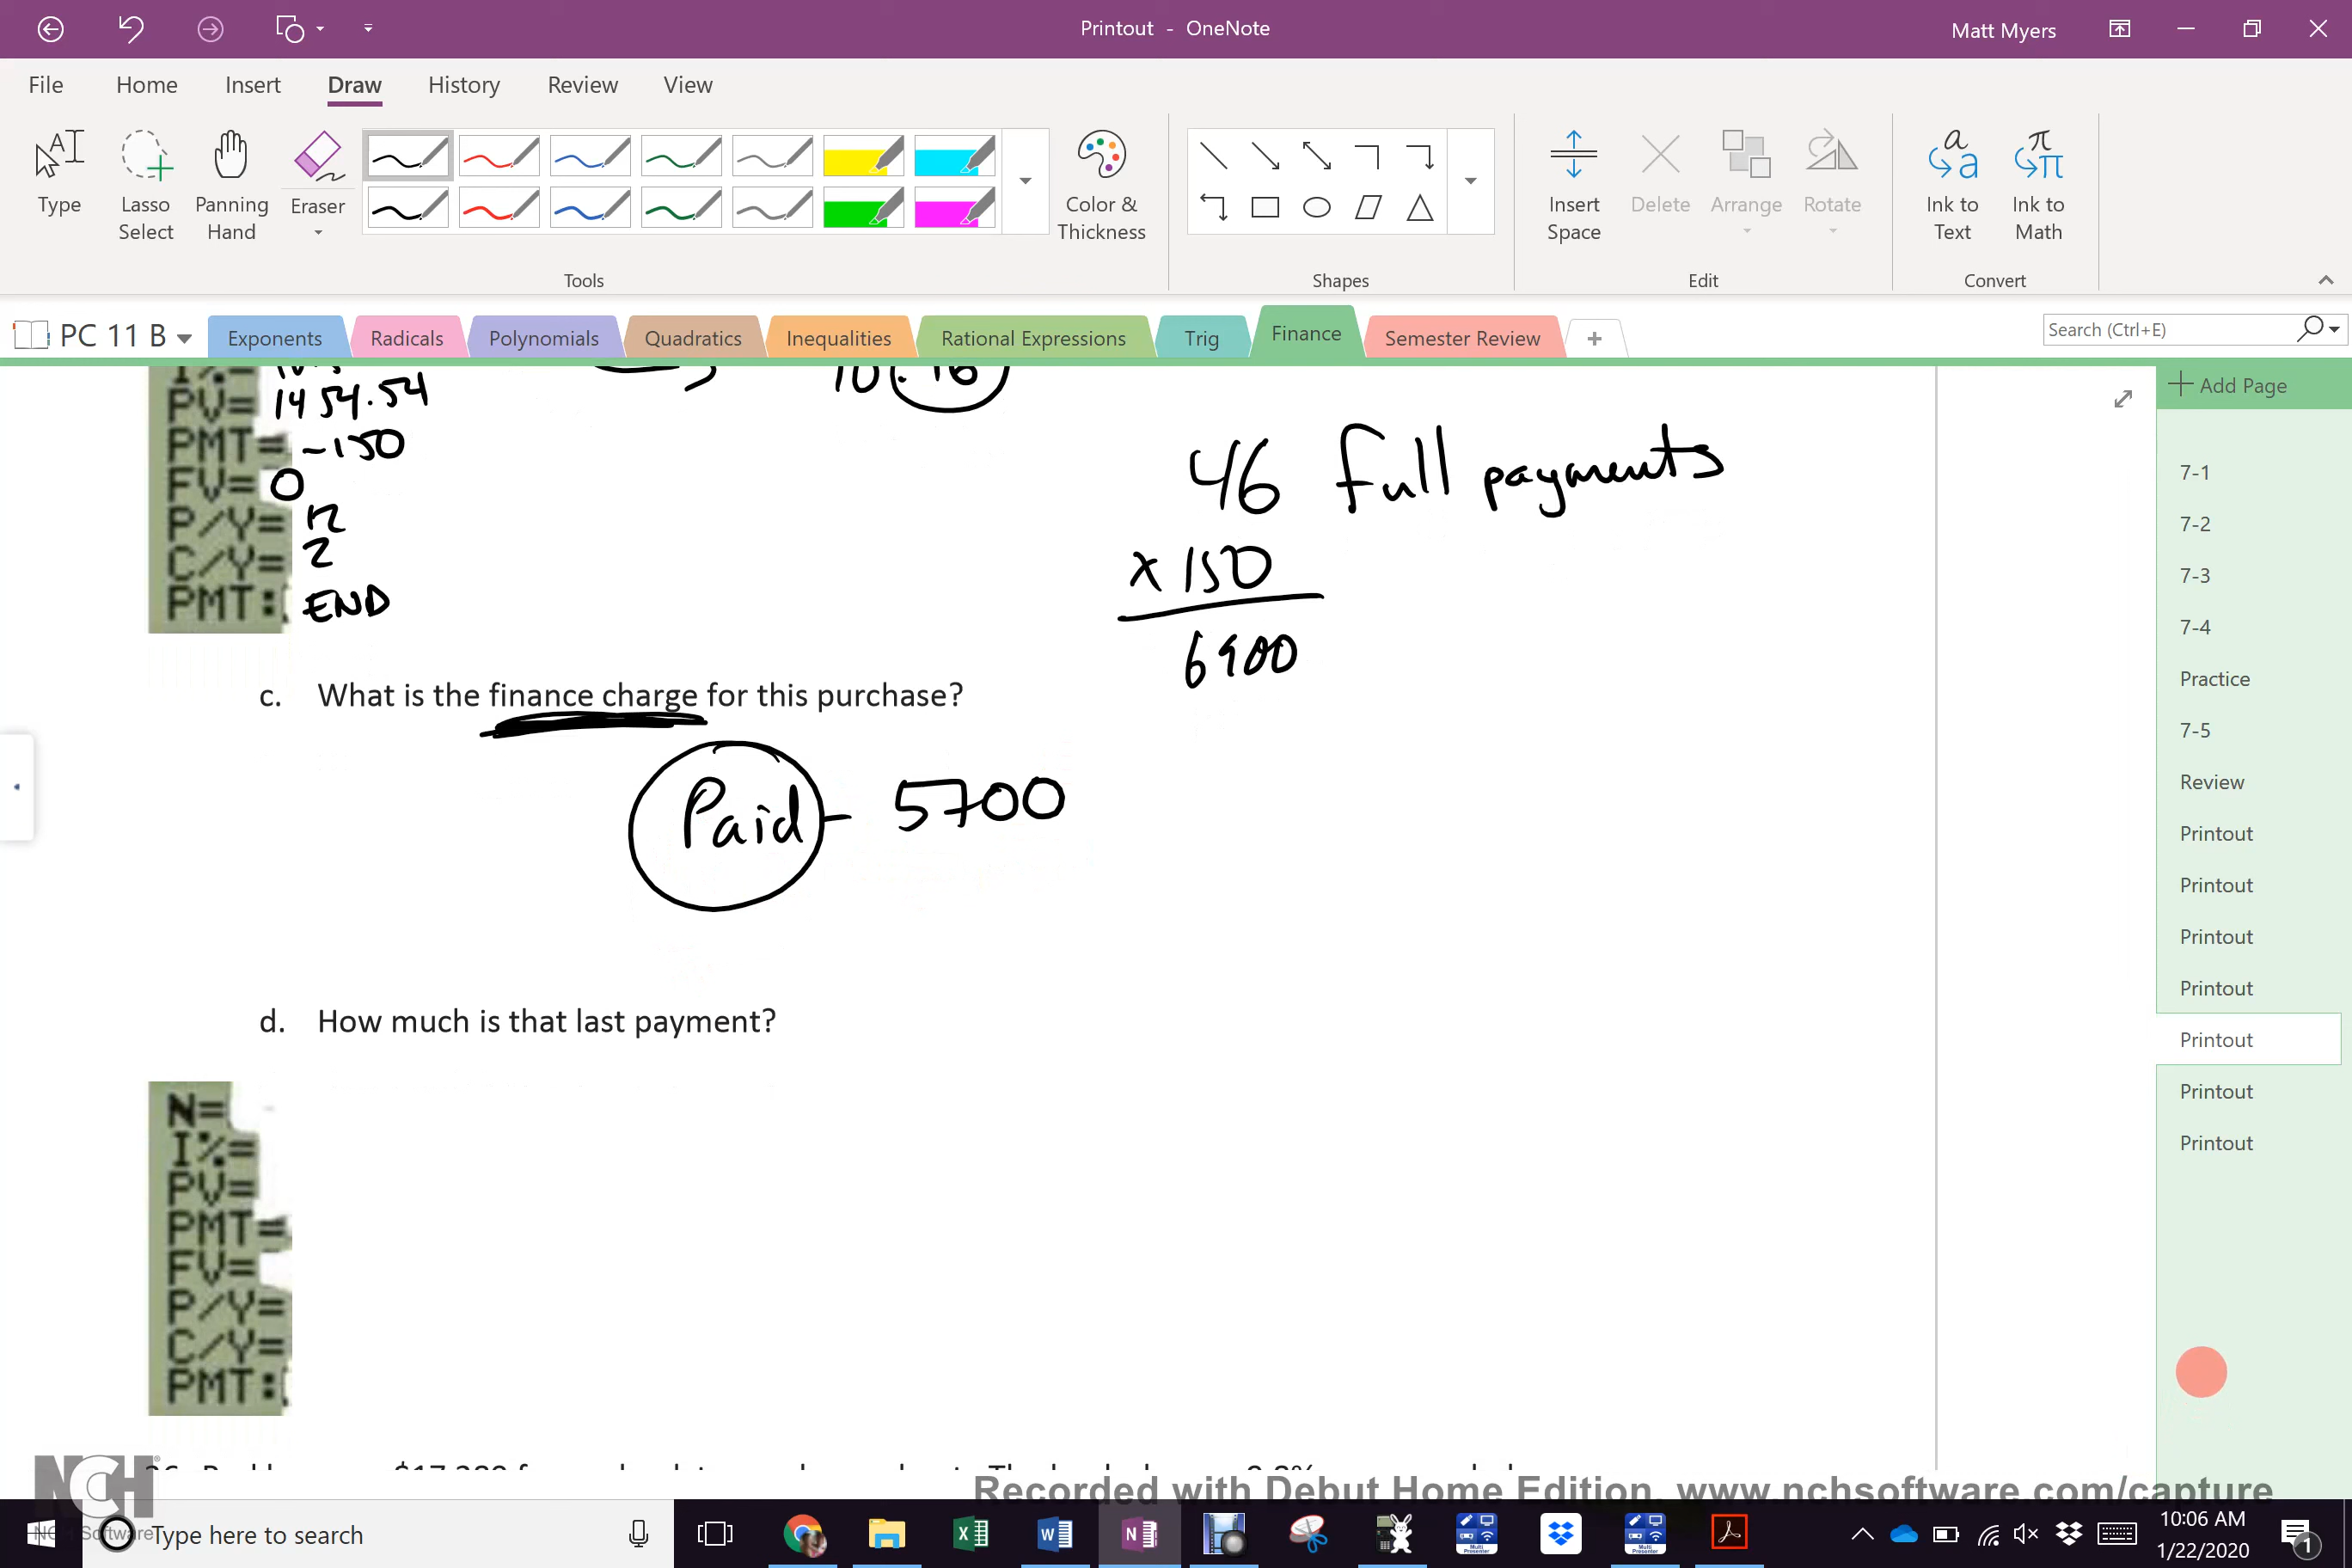 Printout - OneNote
Matt Myers
File Home Insert Draw History Review View
Type
Lasso Select
Panning Hand
Eraser
Color & Thickness
Insert Space
Delete
Arrange
Rotate
Ink to Text
Ink to Math
Tools
Shapes
Edit
Convert
PC 11 B
Exponents
Radicals
Polynomials
Quadratics
Inequalities
Rational Expressions
Trig
Finance
Semester Review
Search (Ctrl+E)
Add Page
7-1
7-2
7-3
7-4
Practice
7-5
Review
Printout
Printout
Printout
Printout
Printout
Printout
Printout
PV= 1454.54
PMT= -150
FV= 0
P/Y= 12
C/Y= 2
PMT: END
46 full payments
x 150
6900
c. What is the finance charge for this purchase?
Paid - 5700
d. How much is that last payment?
N=
I%=
PV=
PMT=
FV=
P/Y=
C/Y=
PMT:
NCH
NCH Software
Recorded with Debut Home Edition. www.nchsoftware.com/capture
Type here to search
10:06 AM
1/22/2020
1